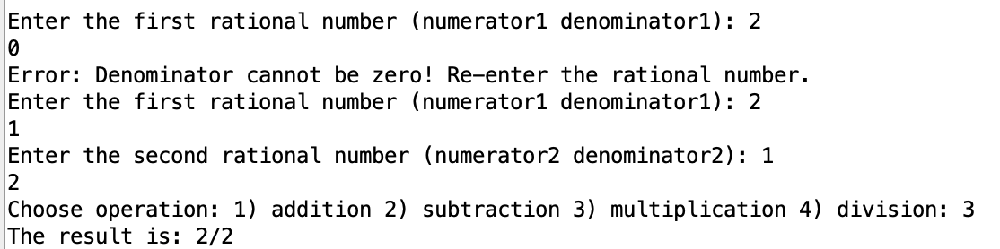 Enter the first rational number (numerator1 denominator1): 2
0
Error: Denominator cannot be zero! Re-enter the rational number.
Enter the first rational number (numerator1 denominator1): 2
1
Enter the second rational number (numerator2 denominator2): 1
2
Choose operation: 1) addition 2) subtraction 3) multiplication 4) division: 3
The result is: 2/2